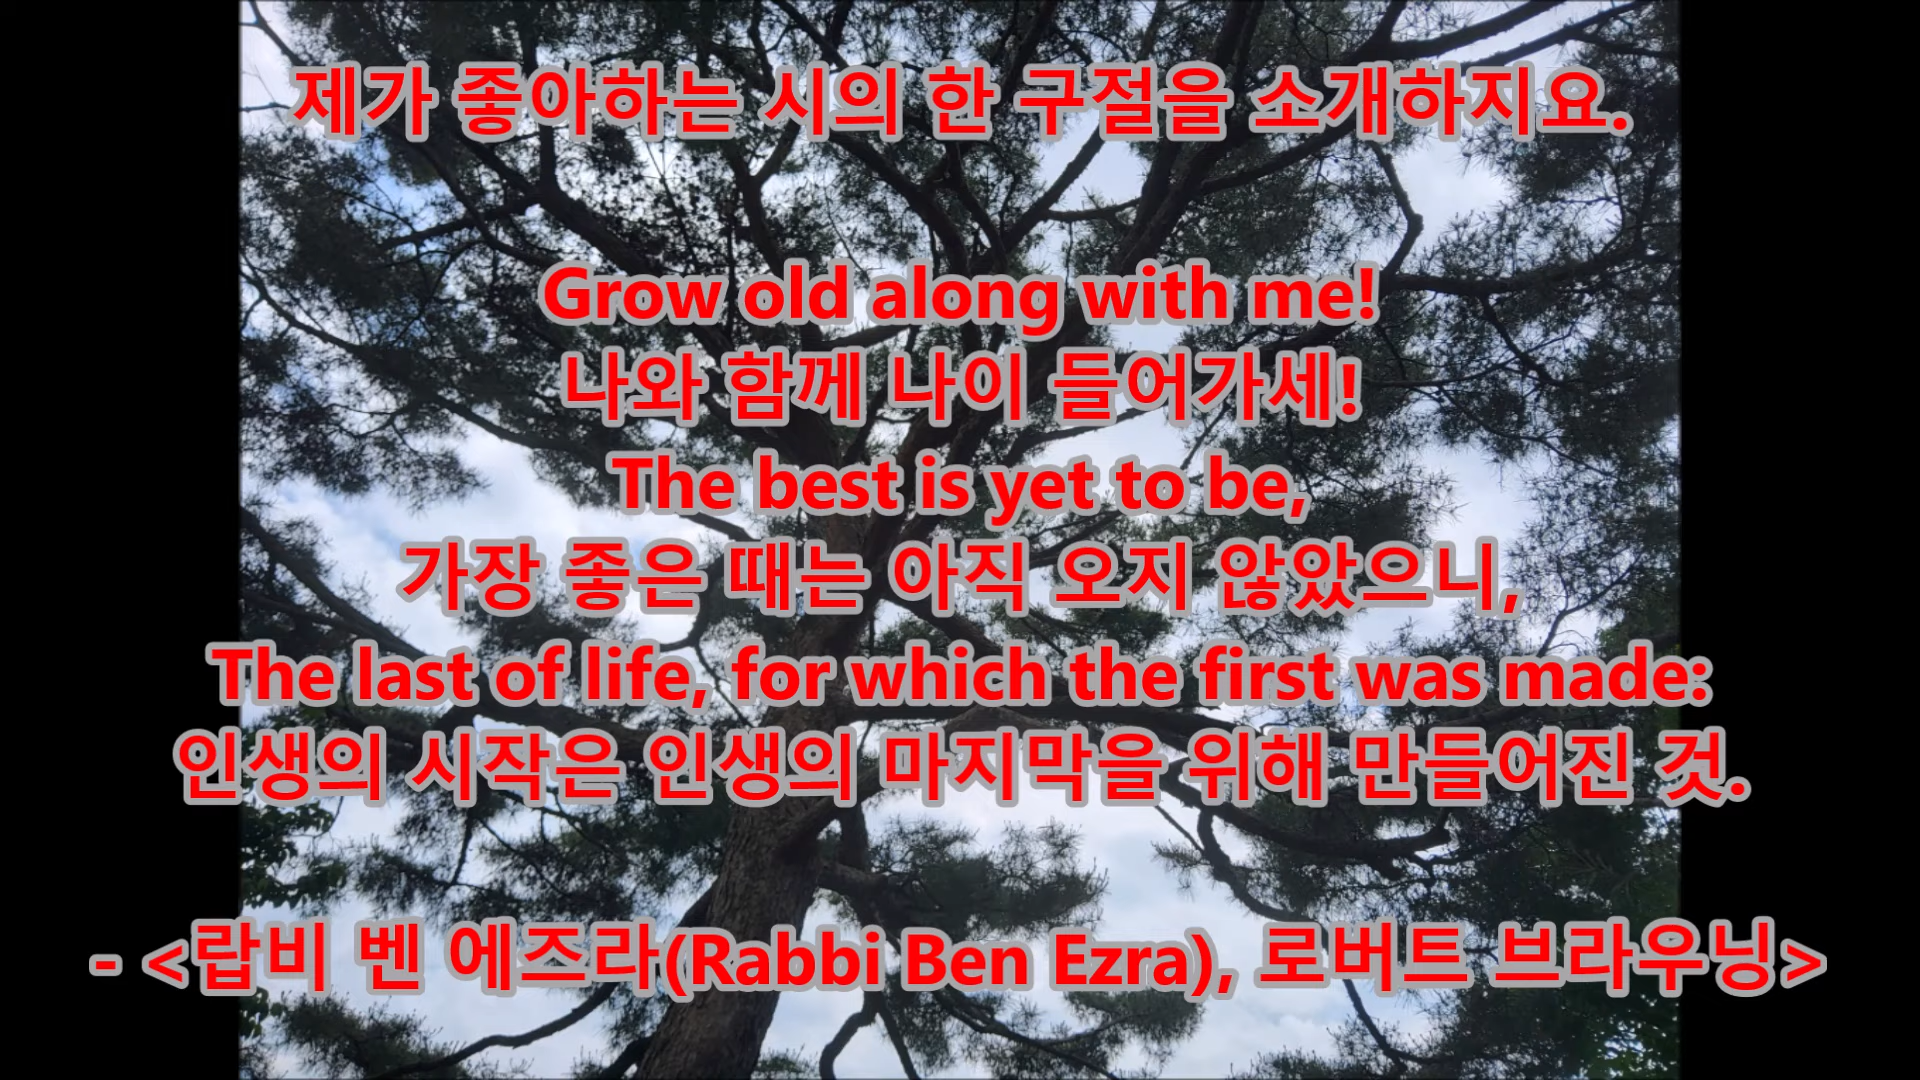 제가 좋아하는 시의 한 구절을 소개하지요.
Grow old along with me!
나와 함께 나이 들어가세!
The best is yet to be,
가장 좋은 때는 아직 오지 않았으니,
The last of life, for which the first was made:
인생의 시작은 인생의 마지막을 위해 만들어진 것.
- <랍비 벤 에즈라(Rabbi Ben Ezra), 로버트 브라우닝>